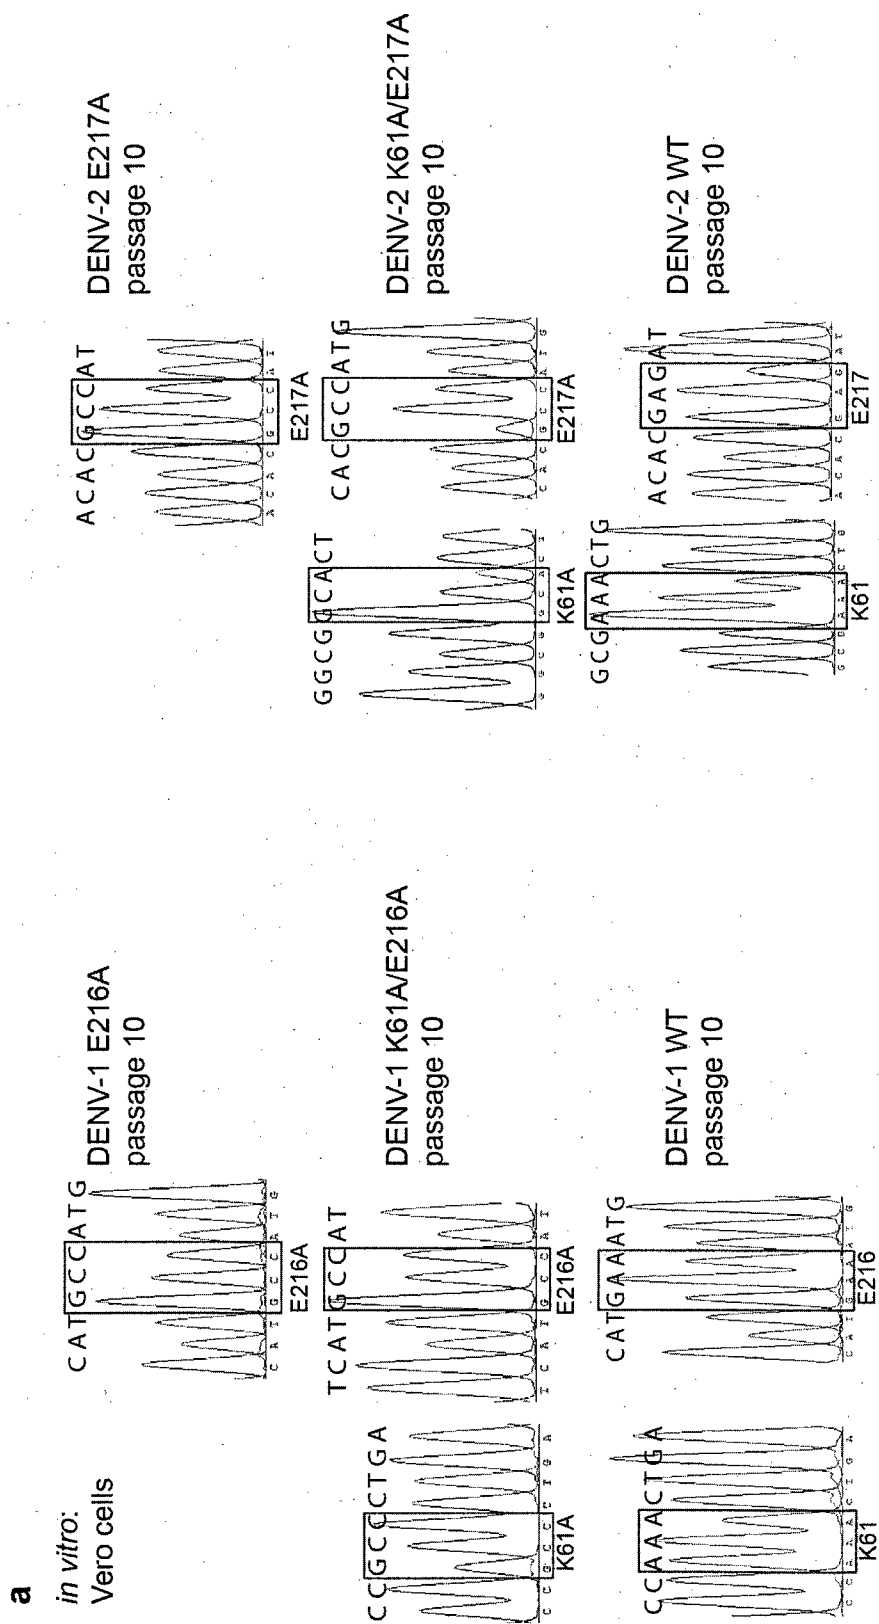 a
in vitro:
Vero cells
CATGCCATG
C A T G C C A T G
E216A
DENV-1 E216A
passage 10
ACACGCCAT
A C A C G C C A T
E217A
DENV-2 E217A
passage 10
CCGCCCTGA
C C G C C C T G A
K61A
TCATGCCAT
T C A T G C C A T
E216A
DENV-1 K61A/E216A
passage 10
GGCGGCACT
G G C G G C A C T
K61A
CACGCCATG
C A C G C C A T G
E217A
DENV-2 K61A/E217A
passage 10
CCAAACTGA
C C A A A C T G A
K61
CATGAAATG
C A T G A A A T G
E216
DENV-1 WT
passage 10
GCGAAACTG
G C G A A A C T G
K61
ACACGAGAT
A C A C G A G A T
E217
DENV-2 WT
passage 10